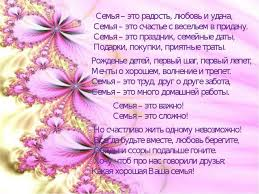 Семья – это радость, любовь и удача,
Семья – это счастье с весельем в придачу.
Семья – это праздник, семейные даты,
Подарки, покупки, приятные траты.
Рожденье детей, первый шаг, первый лепет,
Мечты о хорошем, волнение и трепет.
Семья – это труд, друг о друге забота,
Семья – это много домашней работы.
Семья – это важно!
Семья – это сложно!
Но счастливо жить одному невозможно!
Всегда будьте вместе, любовь берегите,
Обиды и ссоры подальше гоните.
Хочу чтоб про нас говорили друзья:
Какая хорошая Ваша семья!